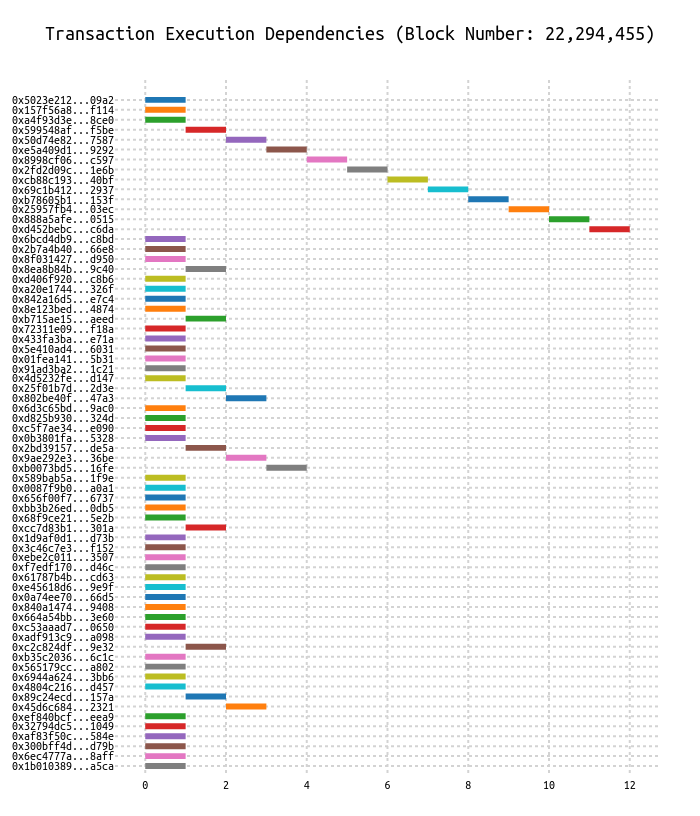 Transaction Execution Dependencies (Block Number: 22,294,455)
0x5023e212...09a2
0x157f56a8...f114
0xa4f93d3e...8ce0
0x599548af...f5be
0x50d74e82...7587
0xe5a409d1...9292
0x8998cf06...c597
0x2fd2d09c...1e6b
0xcb88c193...40bf
0x69c1b412...2937
0xb78605b1...153f
0x25957fb4...03ec
0x888a5afe...0515
0xd452bebc...c6da
0x6bcd4db9...c8bd
0x2b7a4b40...66e8
0x8f031427...d950
0x8ea8b84b...9c40
0xd406f920...c8b6
0xa20e1744...326f
0x842a16d5...e7c4
0x8e123bed...4874
0xb715ae15...aeed
0x72311e09...f18a
0x433fa3ba...e71a
0x5e410ad4...6031
0x01fea141...5b31
0x91ad3ba2...1c21
0x4d5232fe...d147
0x25f01b7d...2d3e
0x802be40f...47a3
0x6d3c65bd...9ac0
0xd825b930...324d
0xc5f7ae34...e090
0x0b3801fa...5328
0x2bd39157...de5a
0x9ae292e3...36be
0xb0073bd5...16fe
0x589bab5a...1f9e
0x0087f9b0...a0a1
0x656f00f7...6737
0xbb3b26ed...0db5
0x68f9ce21...5e2b
0xcc7d83b1...301a
0x1d9af0d1...d73b
0x3c46c7e3...f152
0xebe2c011...3507
0xf7edf170...d46c
0x61787b4b...cd63
0xe45618d6...9e9f
0x0a74ee70...66d5
0x840a1474...9408
0x664a54bb...3e60
0xc53aaad7...0650
0xadf913c9...a098
0xc2c824df...9e32
0xb35c2036...6c1c
0x565179cc...a802
0x6944a624...3bb6
0x4804c216...d457
0x89c24ecd...157a
0x45d6c684...2321
0xef840bcf...eea9
0x32794dc5...1049
0xaf83f50c...584e
0x300bff4d...d79b
0x6ec4777a...8aff
0x1b010389...a5ca
0 2 4 6 8 10 12